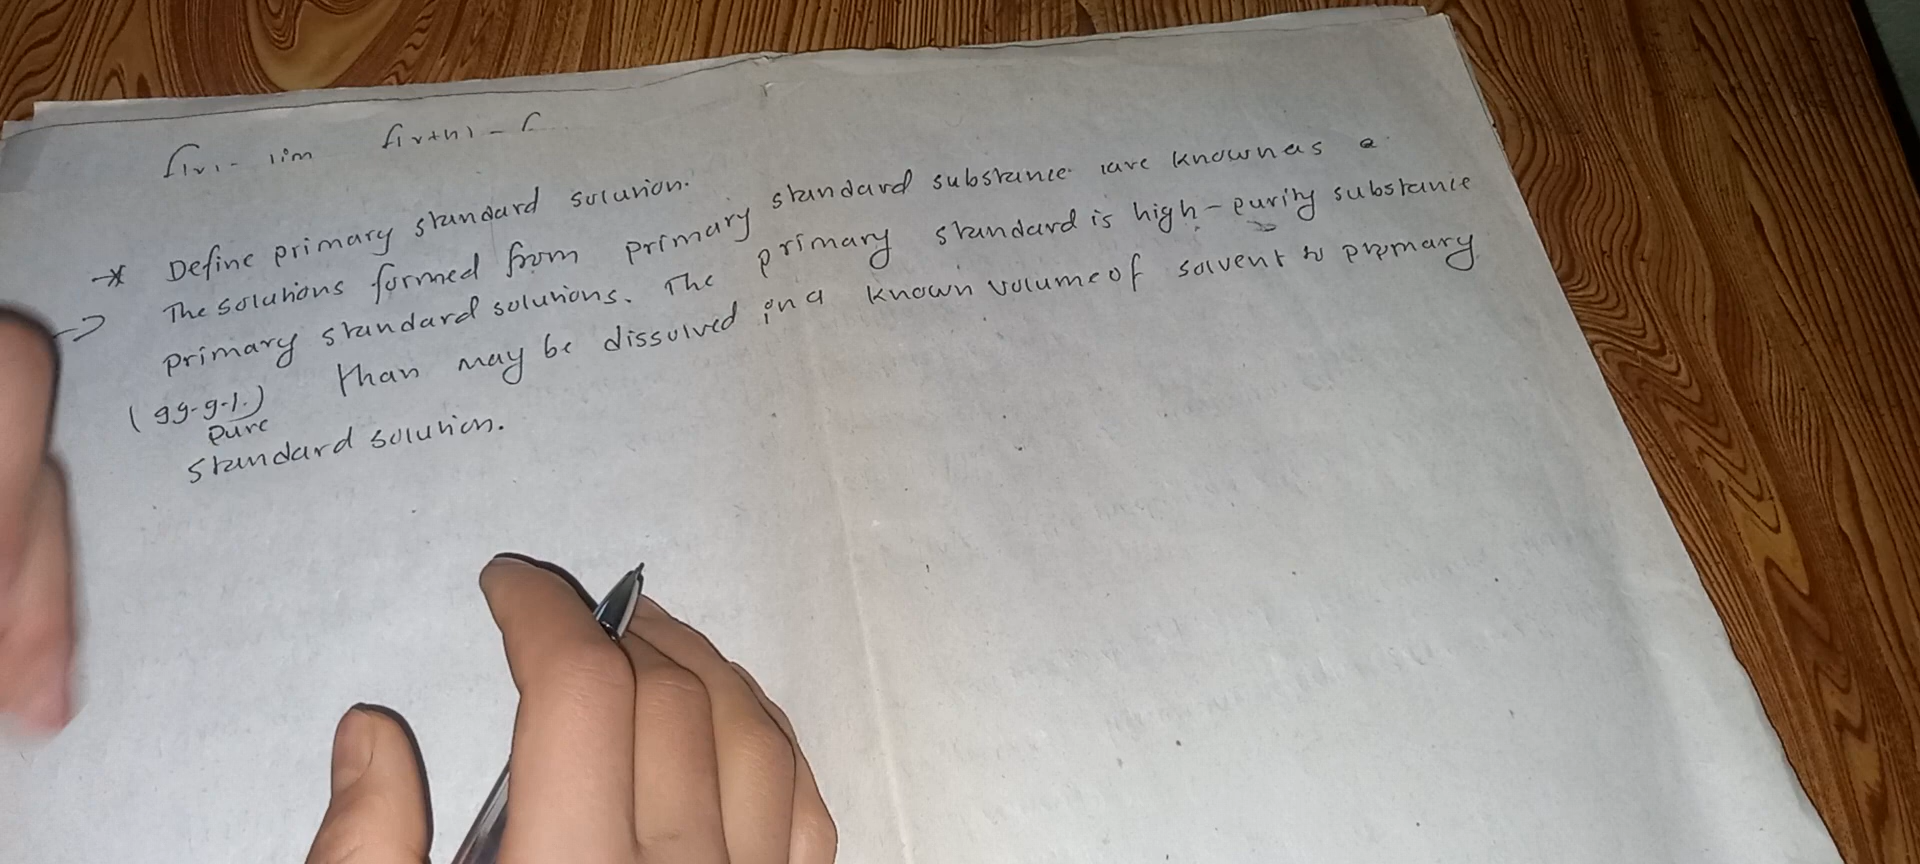 lim f(x+h) -
* Define primary standard solution.
→ The solutions formed from primary standard substance are known as a
primary standard solutions. The primary standard is high-purity substance
(99.9%) than may be dissolved in a known volume of solvent to primary
pure
standard solution.